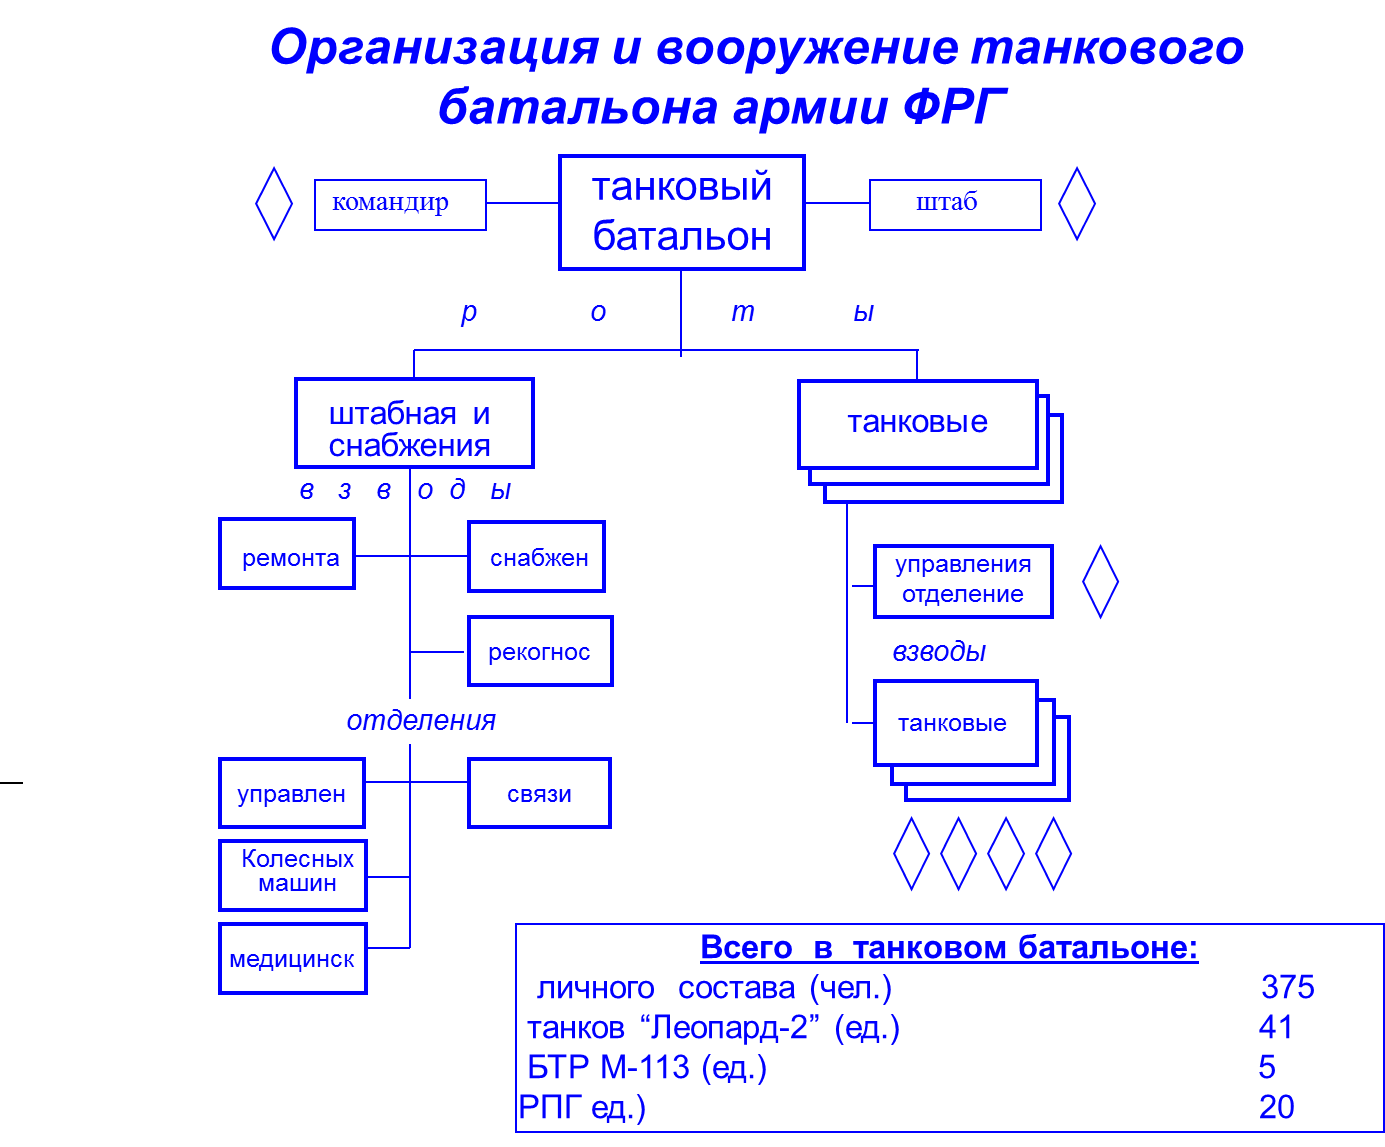 Организация и вооружение танкового
батальона армии ФРГ
командир
танковый
батальон
штаб
р о т ы
штабная и
снабжения
танковые
в з в о д ы
ремонта
снабжен
управления
отделение
рекогнос
взводы
отделения
танковые
управлен
связи
Колесных
машин
медицинск
Всего в танковом батальоне:
личного состава (чел.) 375
танков “Леопард-2” (ед.) 41
БТР М-113 (ед.) 5
РПГ ед.) 20